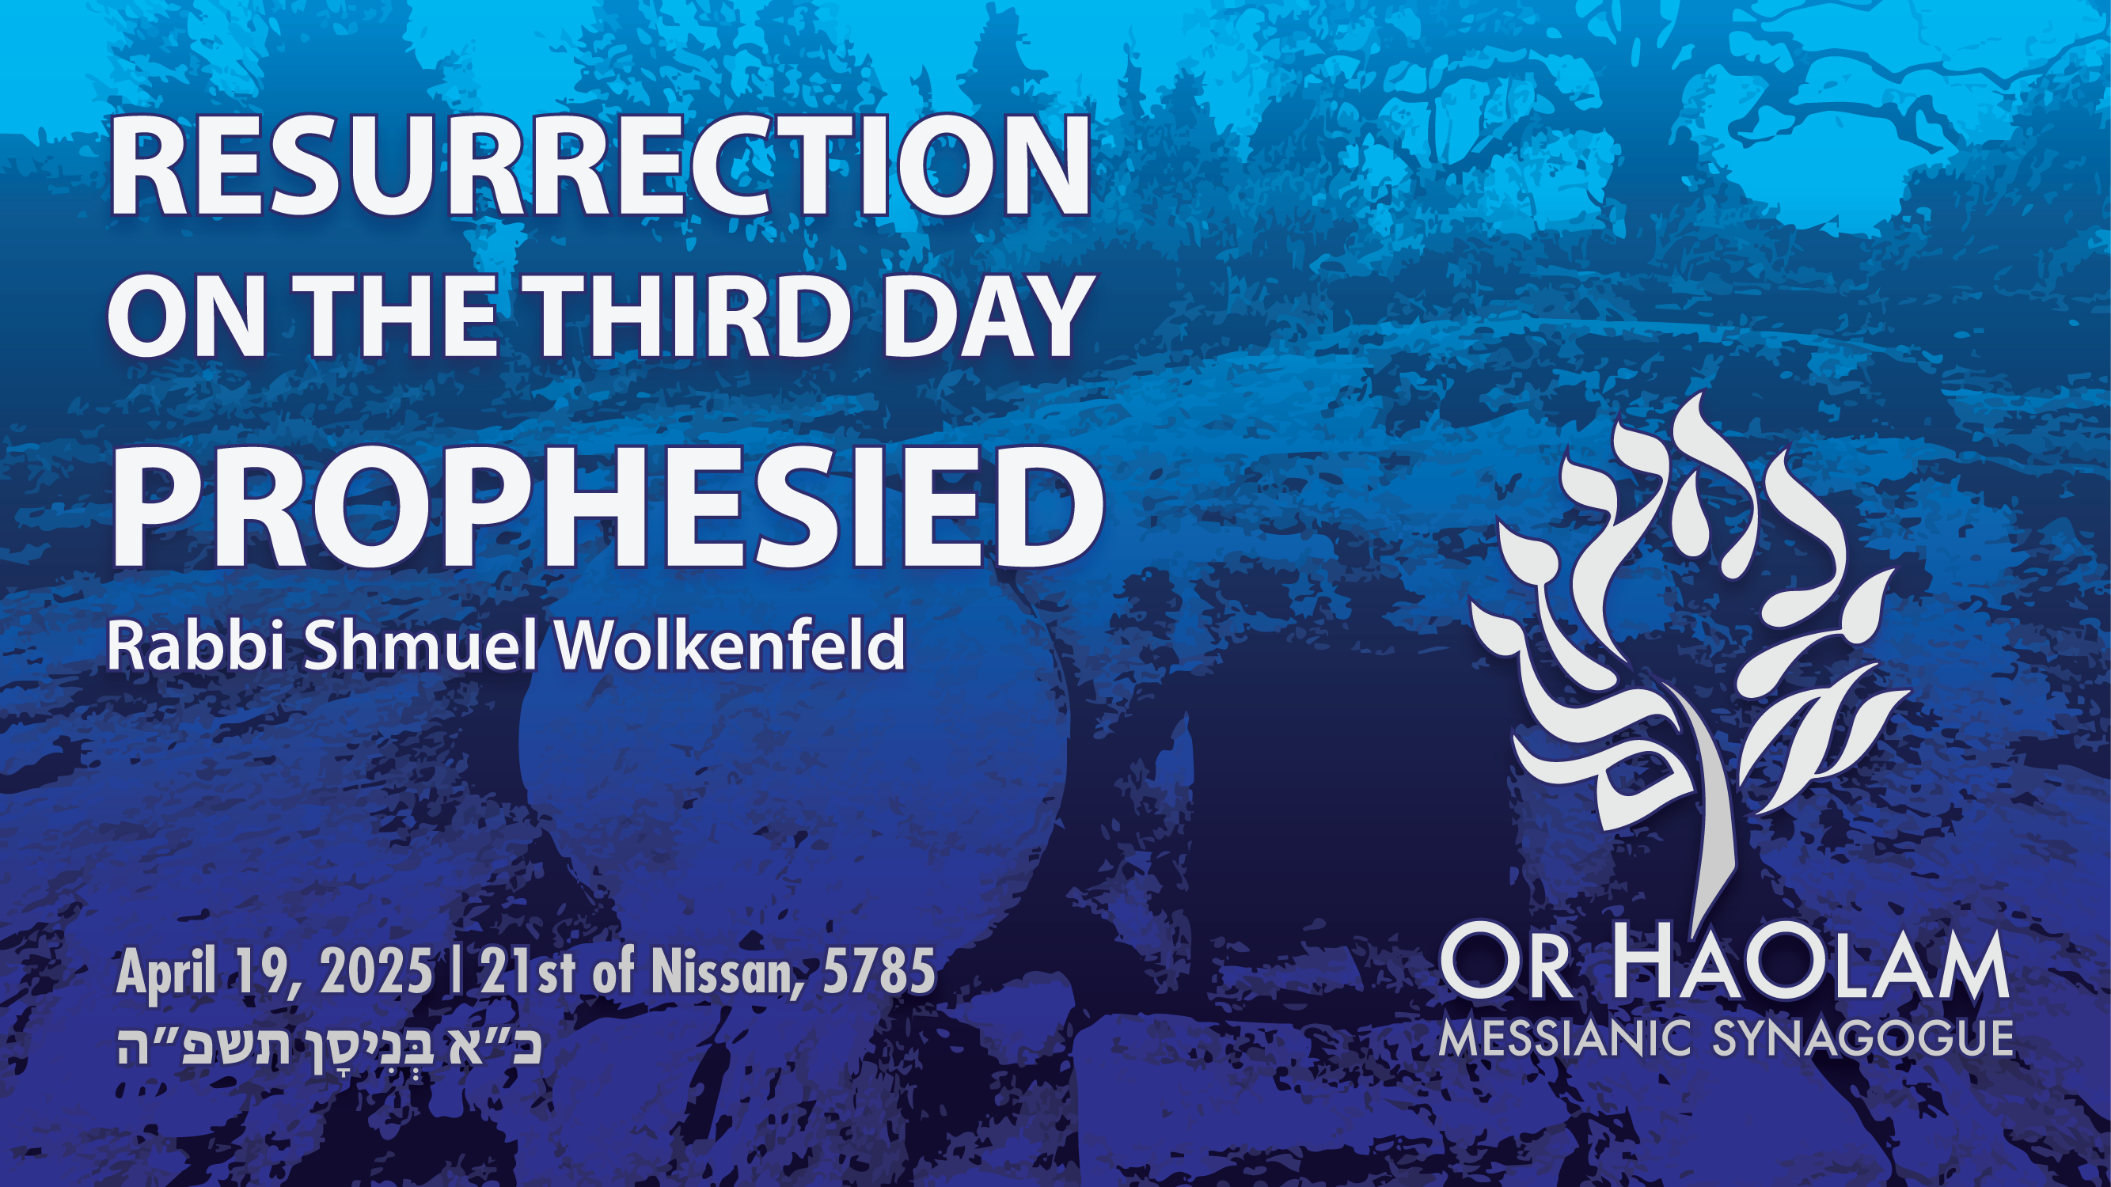 RESURRECTION
ON THE THIRD DAY
PROPHESIED
Rabbi Shmuel Wolkenfeld
April 19, 2025 | 21st of Nissan, 5785
כ״א בְּנִיסָן תשפ״ה
OR HAOLAM
MESSIANIC SYNAGOGUE